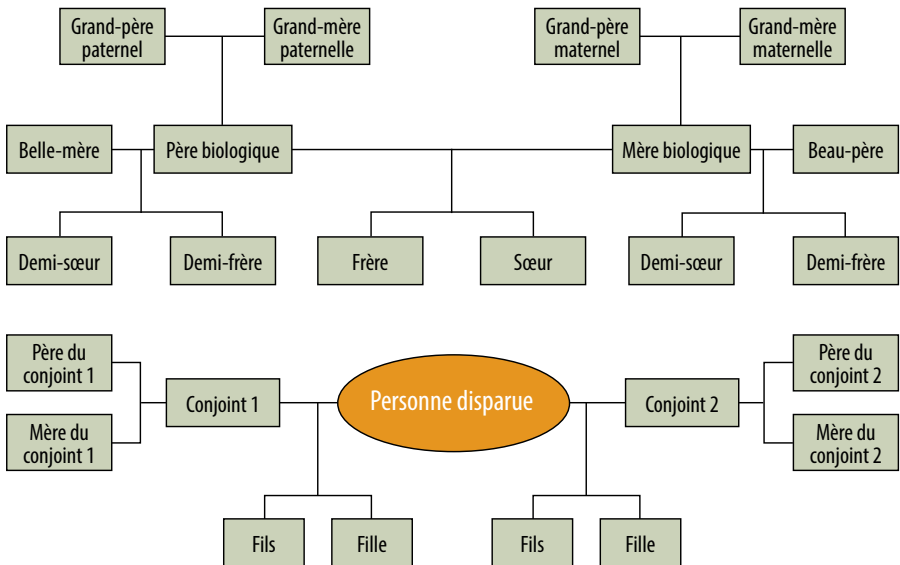 Grand-père
paternel
Grand-mère
paternelle
Grand-père
maternel
Grand-mère
maternelle
Belle-mère
Père biologique
Mère biologique
Beau-père
Demi-sœur
Demi-frère
Frère
Sœur
Demi-sœur
Demi-frère
Père du
conjoint 1
Mère du
conjoint 1
Conjoint 1
Personne disparue
Conjoint 2
Père du
conjoint 2
Mère du
conjoint 2
Fils
Fille
Fils
Fille